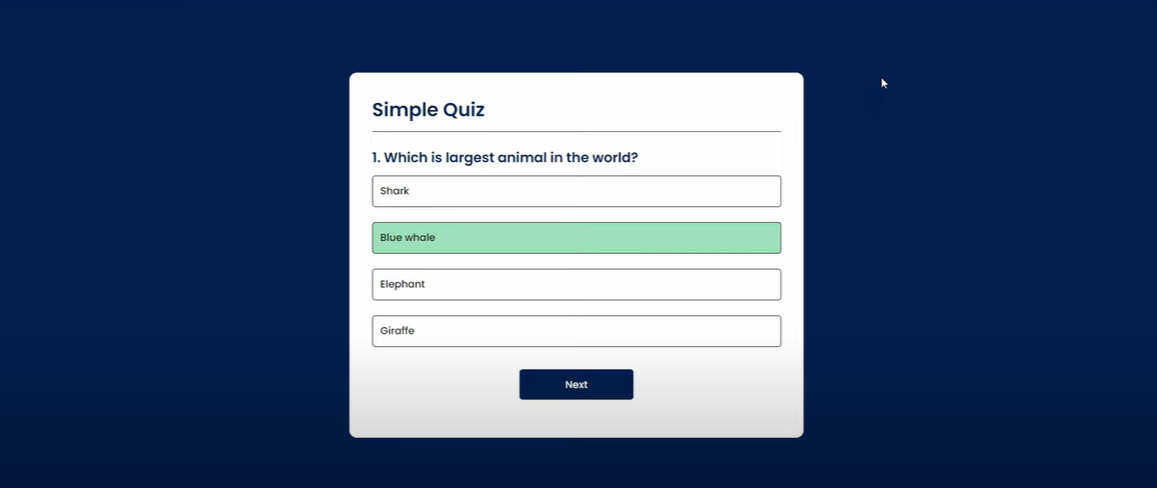 Simple Quiz
1. Which is largest animal in the world?
Shark
Blue whale
Elephant
Giraffe
Next